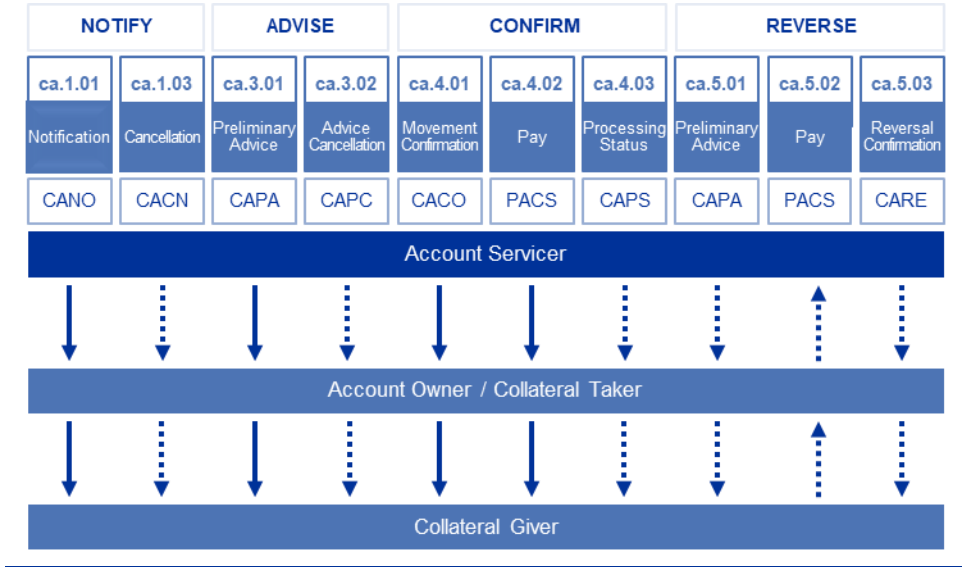 NOTIFY ADVISE CONFIRM REVERSE
ca.1.01 ca.1.03 ca.3.01 ca.3.02 ca.4.01 ca.4.02 ca.4.03 ca.5.01 ca.5.02 ca.5.03
Notification
Cancellation
Preliminary
Advice
Advice
Cancellation
Movement
Confirmation
Pay
Processing
Status
Preliminary
Advice
Pay
Reversal
Confirmation
CANO CACN CAPA CAPC CACO PACS CAPS CAPA PACS CARE
Account Servicer
Account Owner / Collateral Taker
Collateral Giver